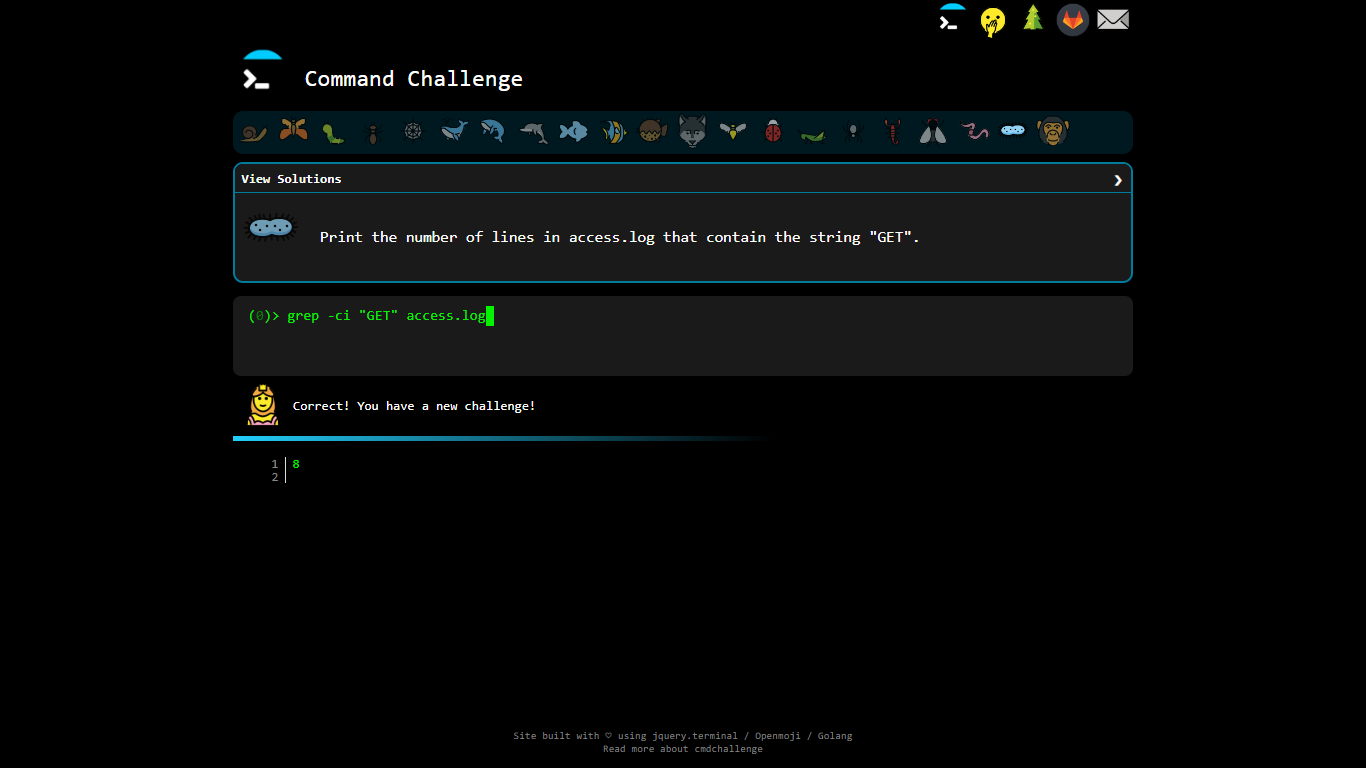 Command Challenge
View Solutions
Print the number of lines in access.log that contain the string "GET".
(0)> grep -ci "GET" access.log
Correct! You have a new challenge!
1 8
2
Site built with ♡ using jquery.terminal / Openmoji / Golang
Read more about cmdchallenge